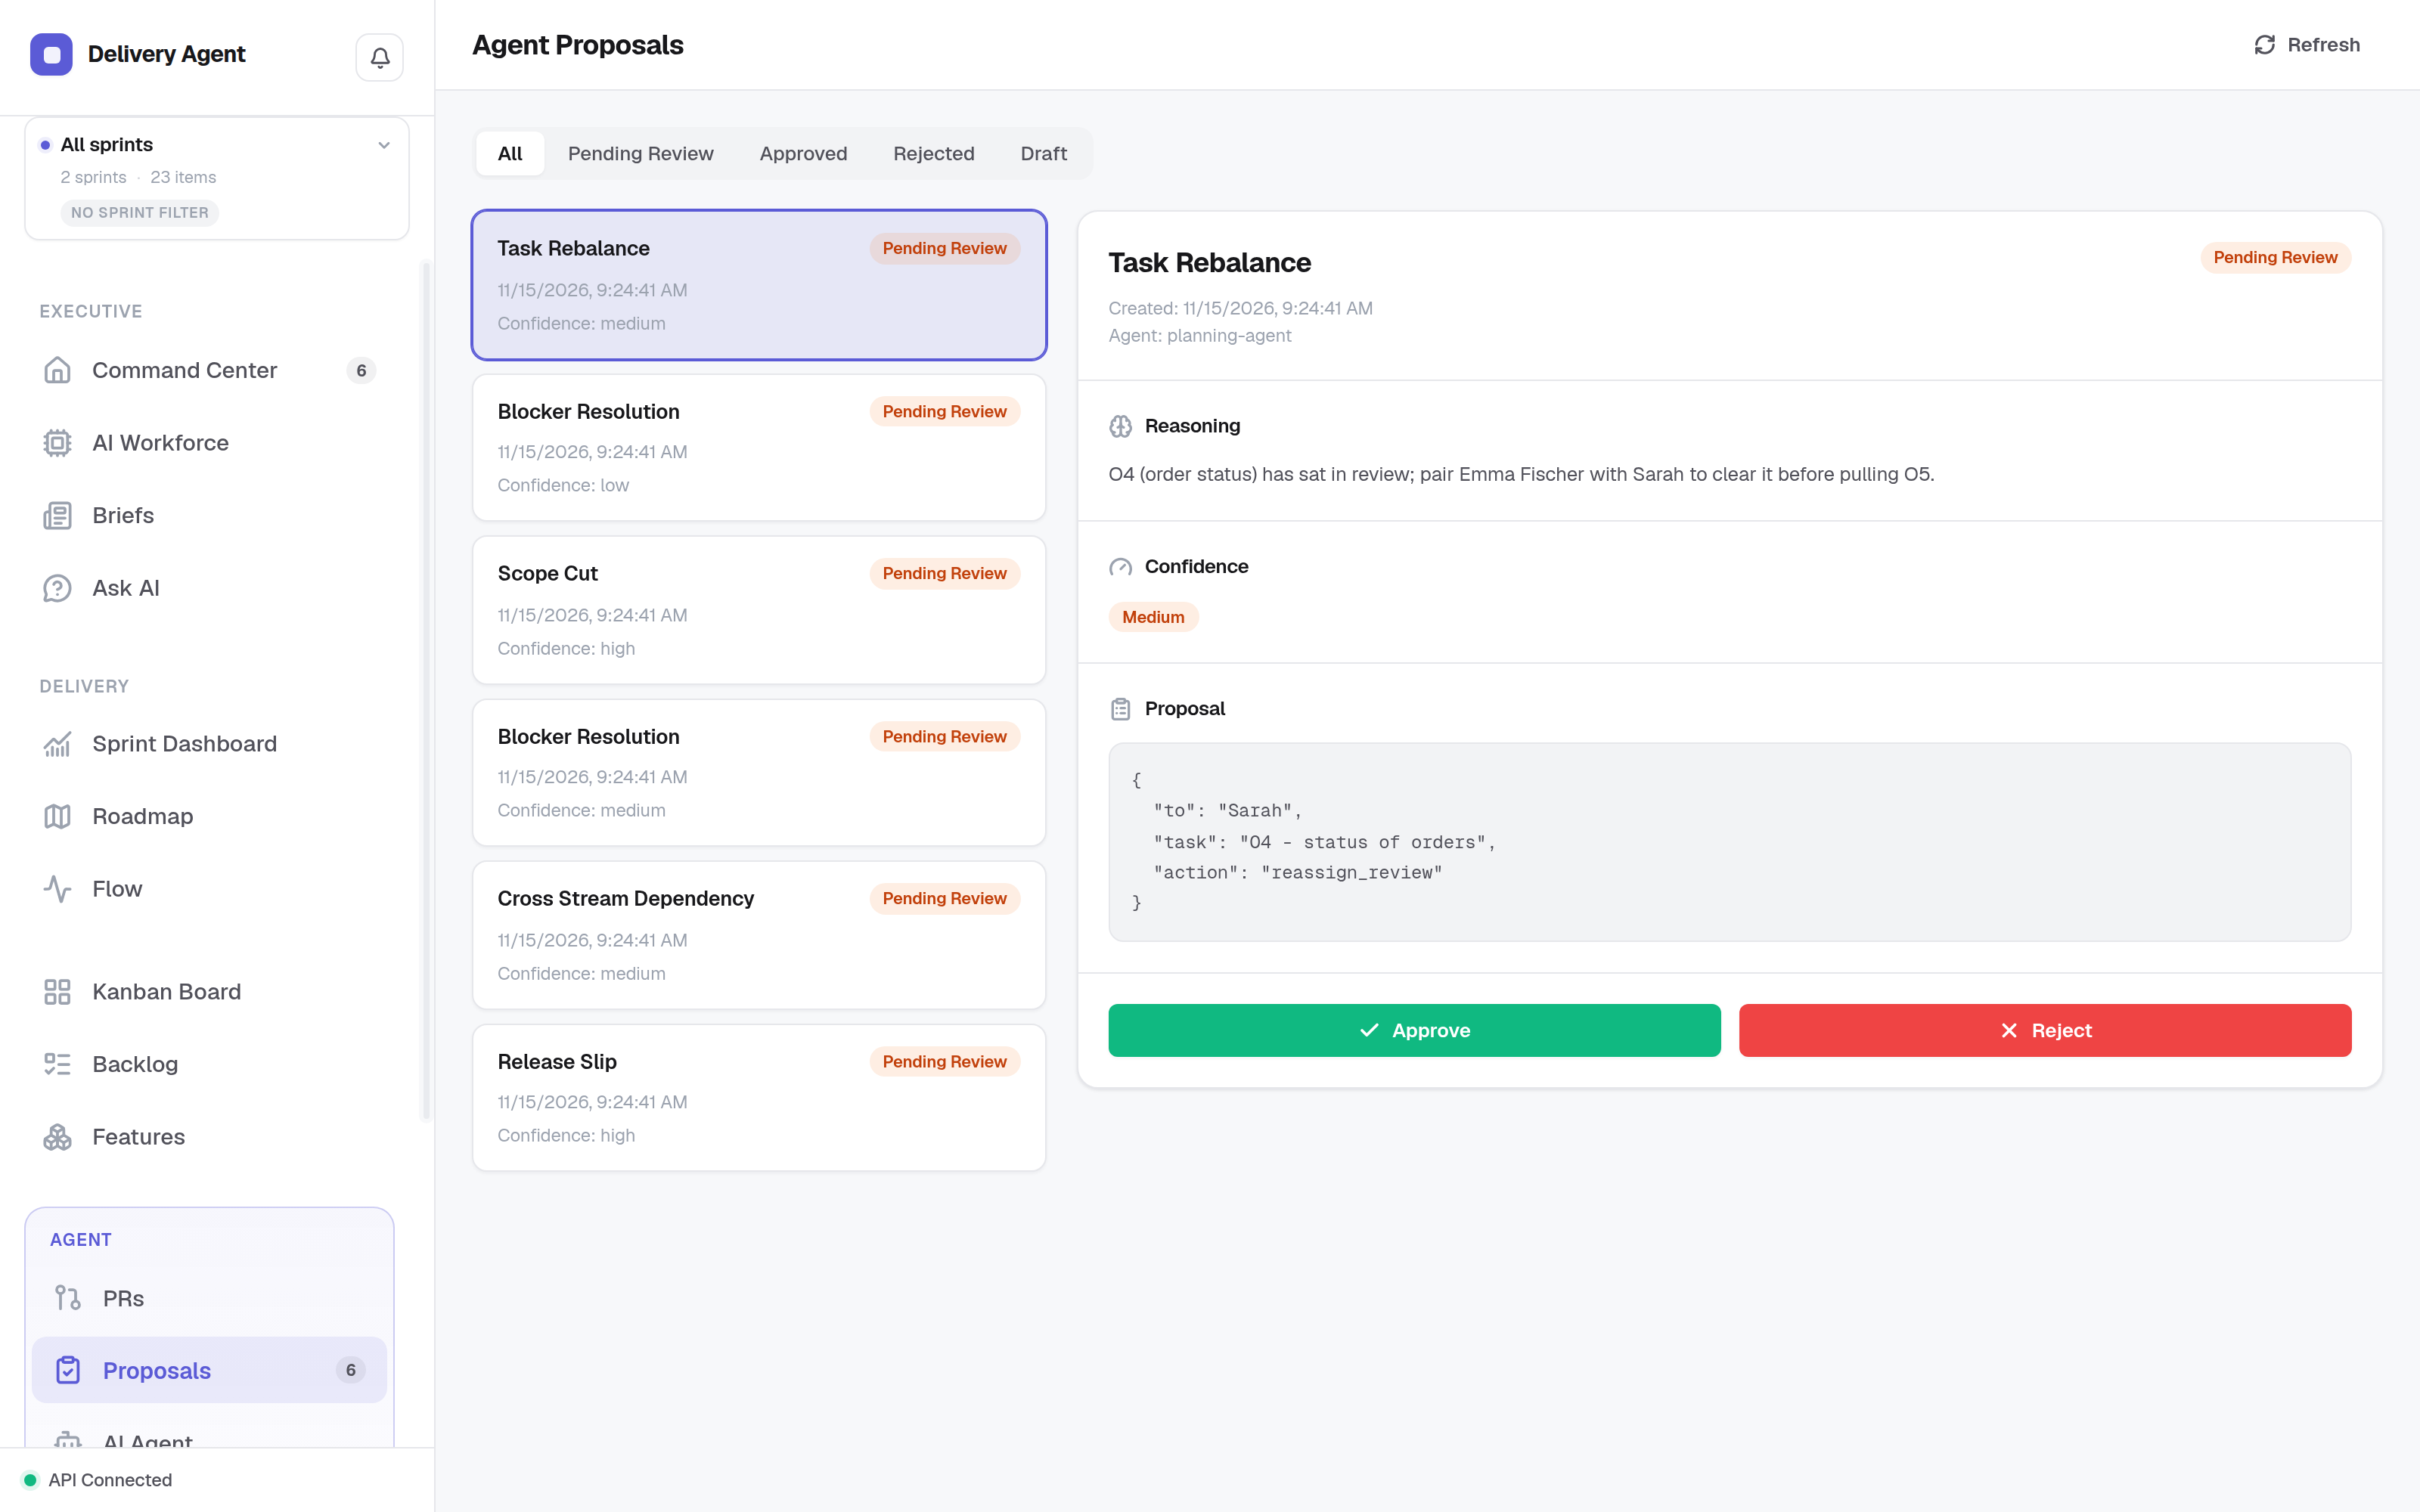 Delivery Agent
All sprints
2 sprints · 23 items
NO SPRINT FILTER
EXECUTIVE
Command Center 6
AI Workforce
Briefs
Ask AI
DELIVERY
Sprint Dashboard
Roadmap
Flow
Kanban Board
Backlog
Features
AGENT
PRs
Proposals 6
AI Agent
API Connected
Agent Proposals
Refresh
All Pending Review Approved Rejected Draft
Task Rebalance Pending Review
11/15/2026, 9:24:41 AM
Confidence: medium
Blocker Resolution Pending Review
11/15/2026, 9:24:41 AM
Confidence: low
Scope Cut Pending Review
11/15/2026, 9:24:41 AM
Confidence: high
Blocker Resolution Pending Review
11/15/2026, 9:24:41 AM
Confidence: medium
Cross Stream Dependency Pending Review
11/15/2026, 9:24:41 AM
Confidence: medium
Release Slip Pending Review
11/15/2026, 9:24:41 AM
Confidence: high
Task Rebalance Pending Review
Created: 11/15/2026, 9:24:41 AM
Agent: planning-agent
Reasoning
O4 (order status) has sat in review; pair Emma Fischer with Sarah to clear it before pulling O5.
Confidence
Medium
Proposal
{
"to": "Sarah",
"task": "O4 - status of orders",
"action": "reassign_review"
}
Approve
Reject